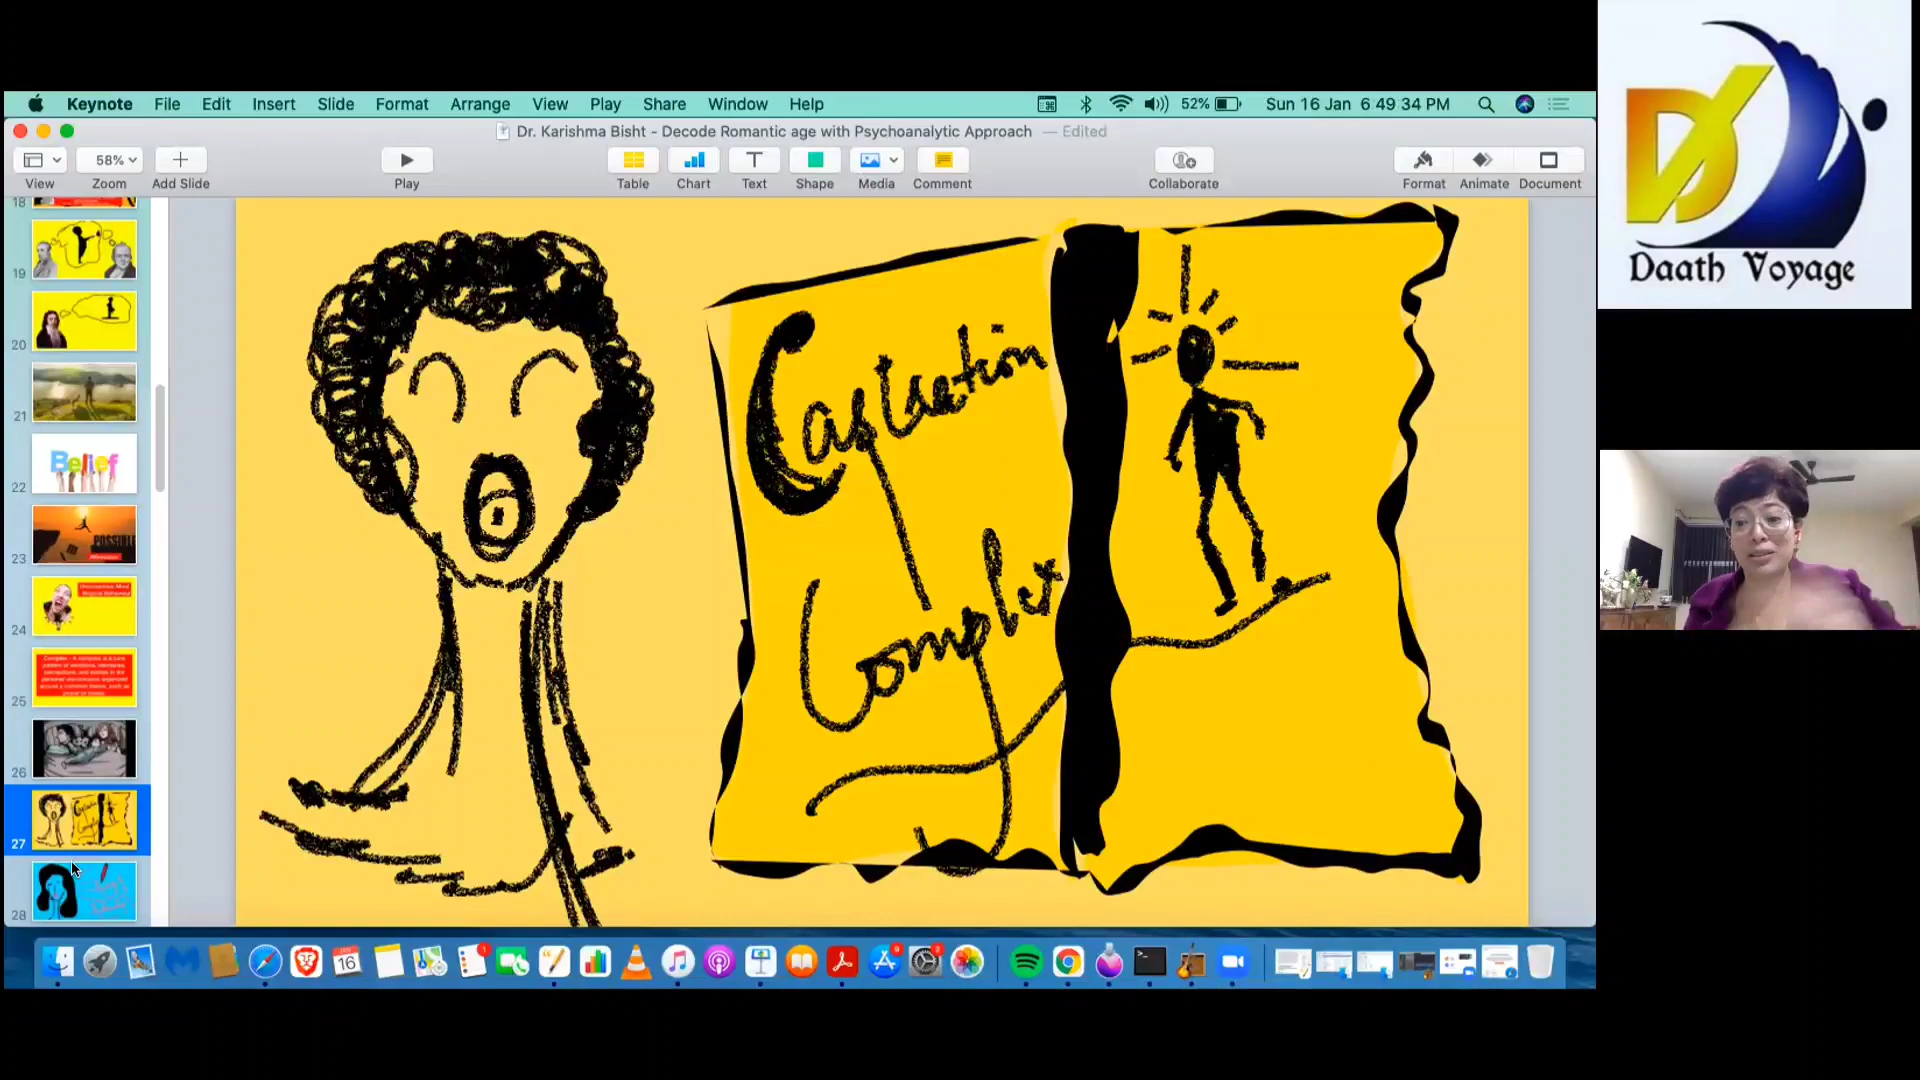 Keynote File Edit Insert Slide Format Arrange View Play Share Window Help 52% Sun 16 Jan 6 49 34 PM
Dr. Karishma Bisht - Decode Romantic age with Psychoanalytic Approach — Edited
58%
View Zoom Add Slide Play Table Chart Text Shape Media Comment Collaborate Format Animate Document
18
19
20
21
Belief
22
POSSIBLE
23
24
25
26
27
28
Castration
Complex
JAN
16
Daath Voyage